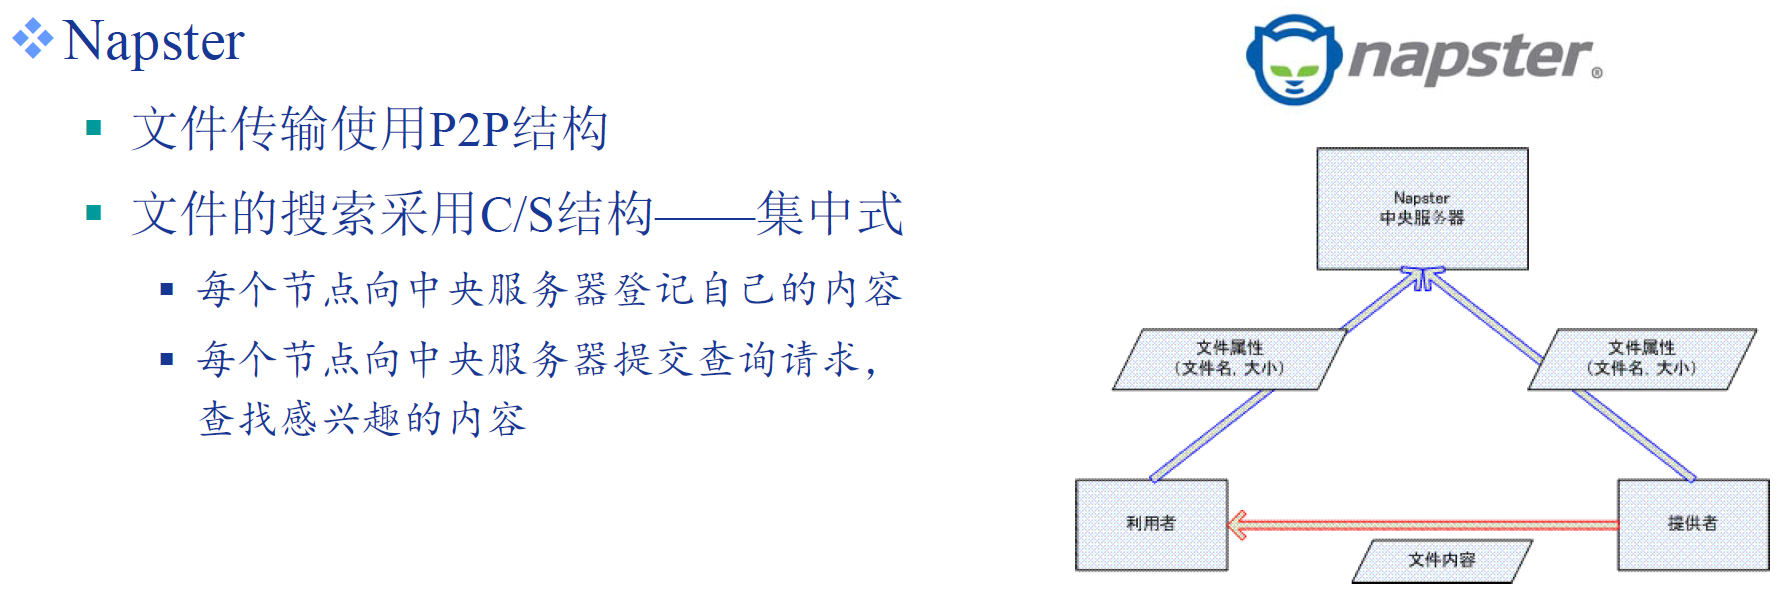 Napster
文件传输使用P2P结构
文件的搜索采用C/S结构——集中式
每个节点向中央服务器登记自己的内容
每个节点向中央服务器提交查询请求，
查找感兴趣的内容
napster®
Napster
中央服务器
文件属性
（文件名，大小）
文件属性
（文件名，大小）
利用者
提供者
文件内容